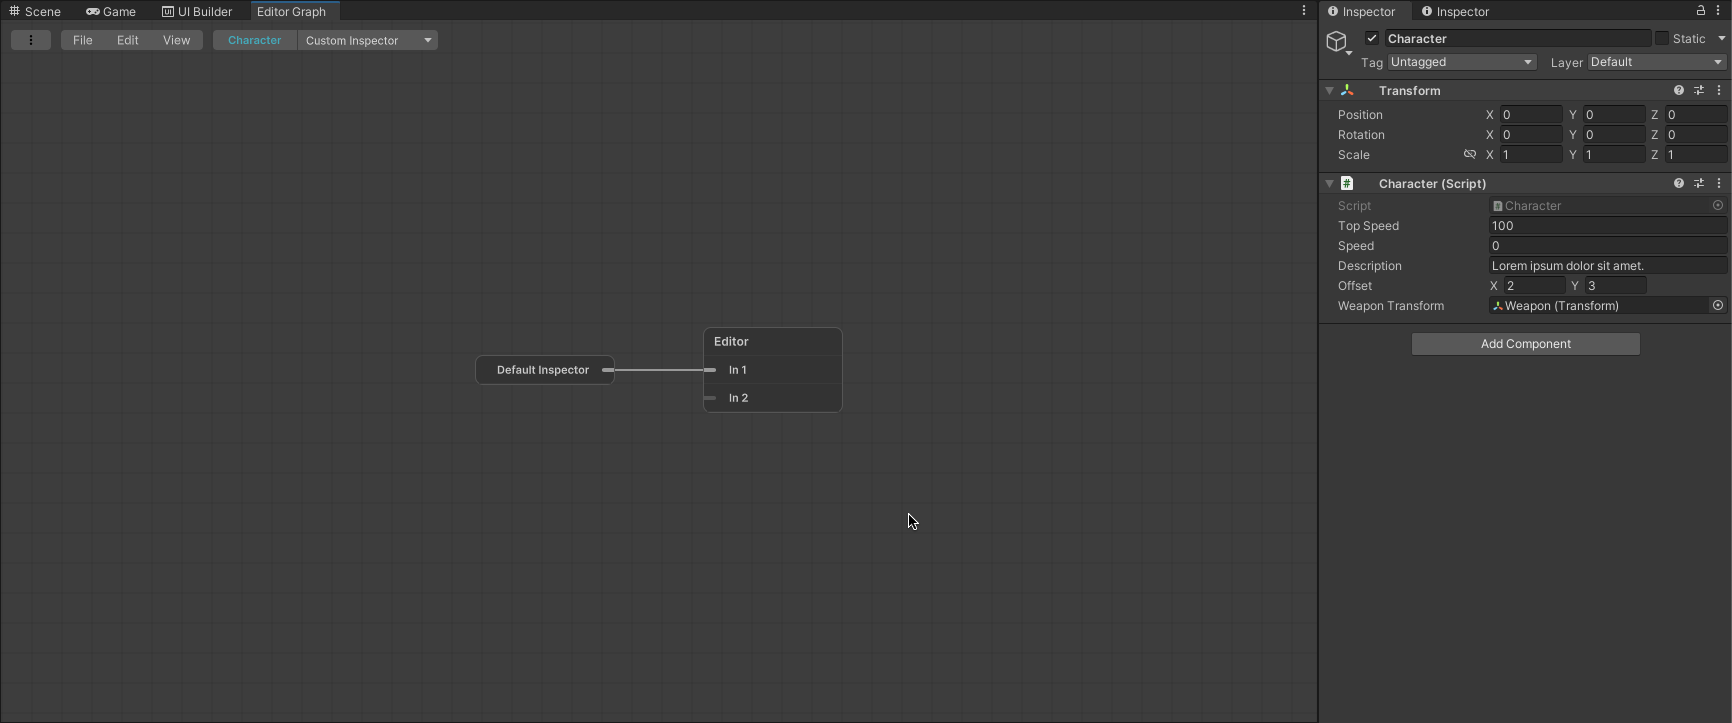 Scene Game UI Builder Editor Graph
File Edit View Character Custom Inspector
Default Inspector
Editor
In 1
In 2
Inspector Inspector
Character Static
Tag Untagged Layer Default
Transform
Position X 0 Y 0 Z 0
Rotation X 0 Y 0 Z 0
Scale X 1 Y 1 Z 1
# Character (Script)
Script Character
Top Speed 100
Speed 0
Description Lorem ipsum dolor sit amet.
Offset X 2 Y 3
Weapon Transform Weapon (Transform)
Add Component